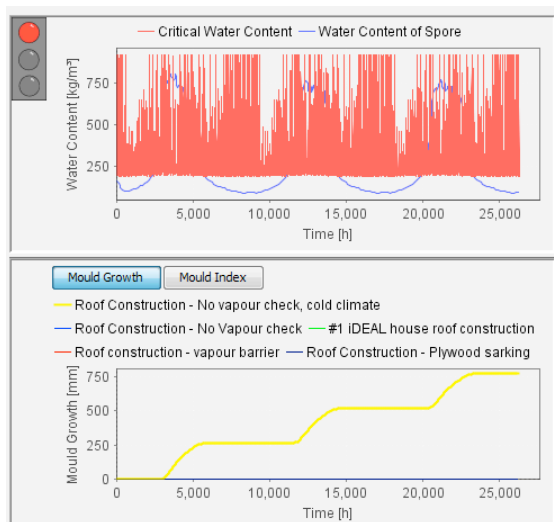 Critical Water Content Water Content of Spore
Water Content [kg/m³]
750
500
250
0 5,000 10,000 15,000 20,000 25,000
Time [h]
Mould Growth Mould Index
Roof Construction - No vapour check, cold climate
Roof Construction - No Vapour check #1 iDEAL house roof construction
Roof construction - vapour barrier Roof Construction - Plywood sarking
Mould Growth [mm]
750
500
250
0
0 5,000 10,000 15,000 20,000 25,000
Time [h]